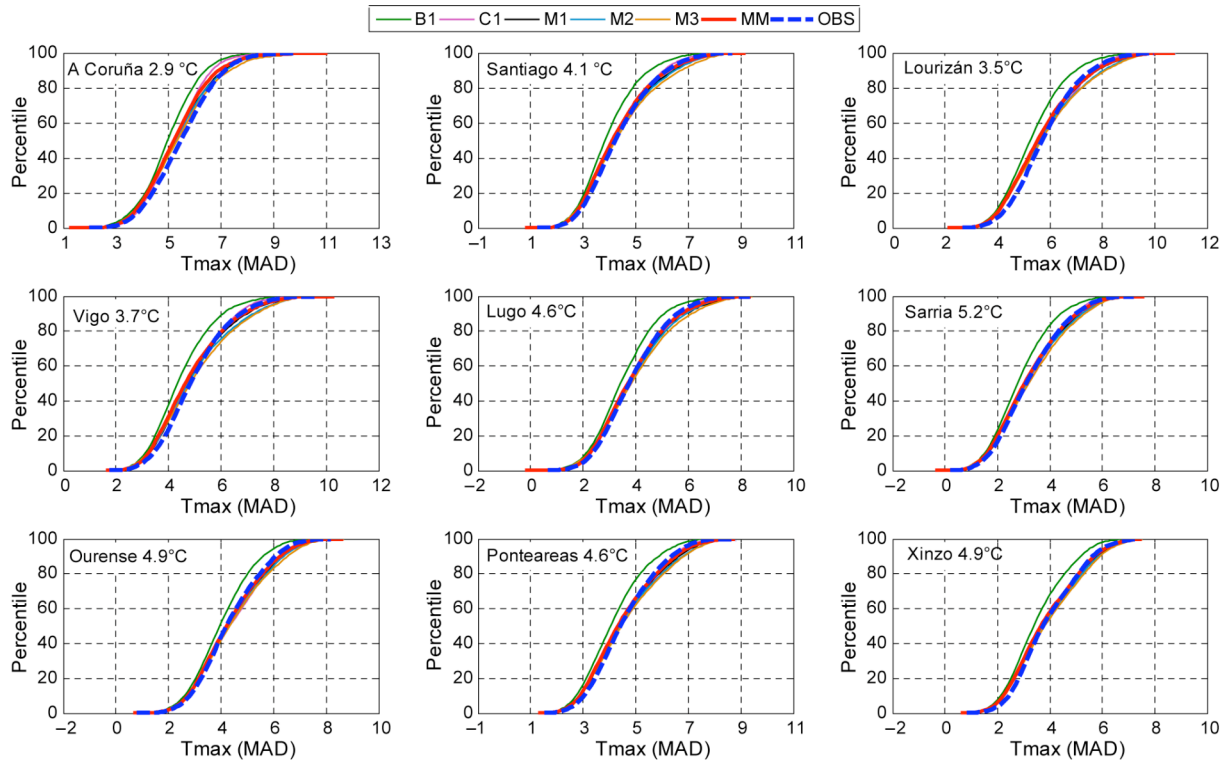 B1 C1 M1 M2 M3 MM OBS
A Coruña 2.9 °C
Percentile
100
80
60
40
20
0
1 3 5 7 9 11 13
Tmax (MAD)
Santiago 4.1 °C
Percentile
100
80
60
40
20
0
–1 1 3 5 7 9 11
Tmax (MAD)
Lourizán 3.5°C
Percentile
100
80
60
40
20
0
0 2 4 6 8 10 12
Tmax (MAD)
Vigo 3.7°C
Percentile
100
80
60
40
20
0
0 2 4 6 8 10 12
Tmax (MAD)
Lugo 4.6°C
Percentile
100
80
60
40
20
0
–2 0 2 4 6 8 10
Tmax (MAD)
Sarria 5.2°C
Percentile
100
80
60
40
20
0
–2 0 2 4 6 8 10
Tmax (MAD)
Ourense 4.9°C
Percentile
100
80
60
40
20
0
–2 0 2 4 6 8 10
Tmax (MAD)
Ponteareas 4.6°C
Percentile
100
80
60
40
20
0
–1 1 3 5 7 9 11
Tmax (MAD)
Xinzo 4.9°C
Percentile
100
80
60
40
20
0
–2 0 2 4 6 8 10
Tmax (MAD)